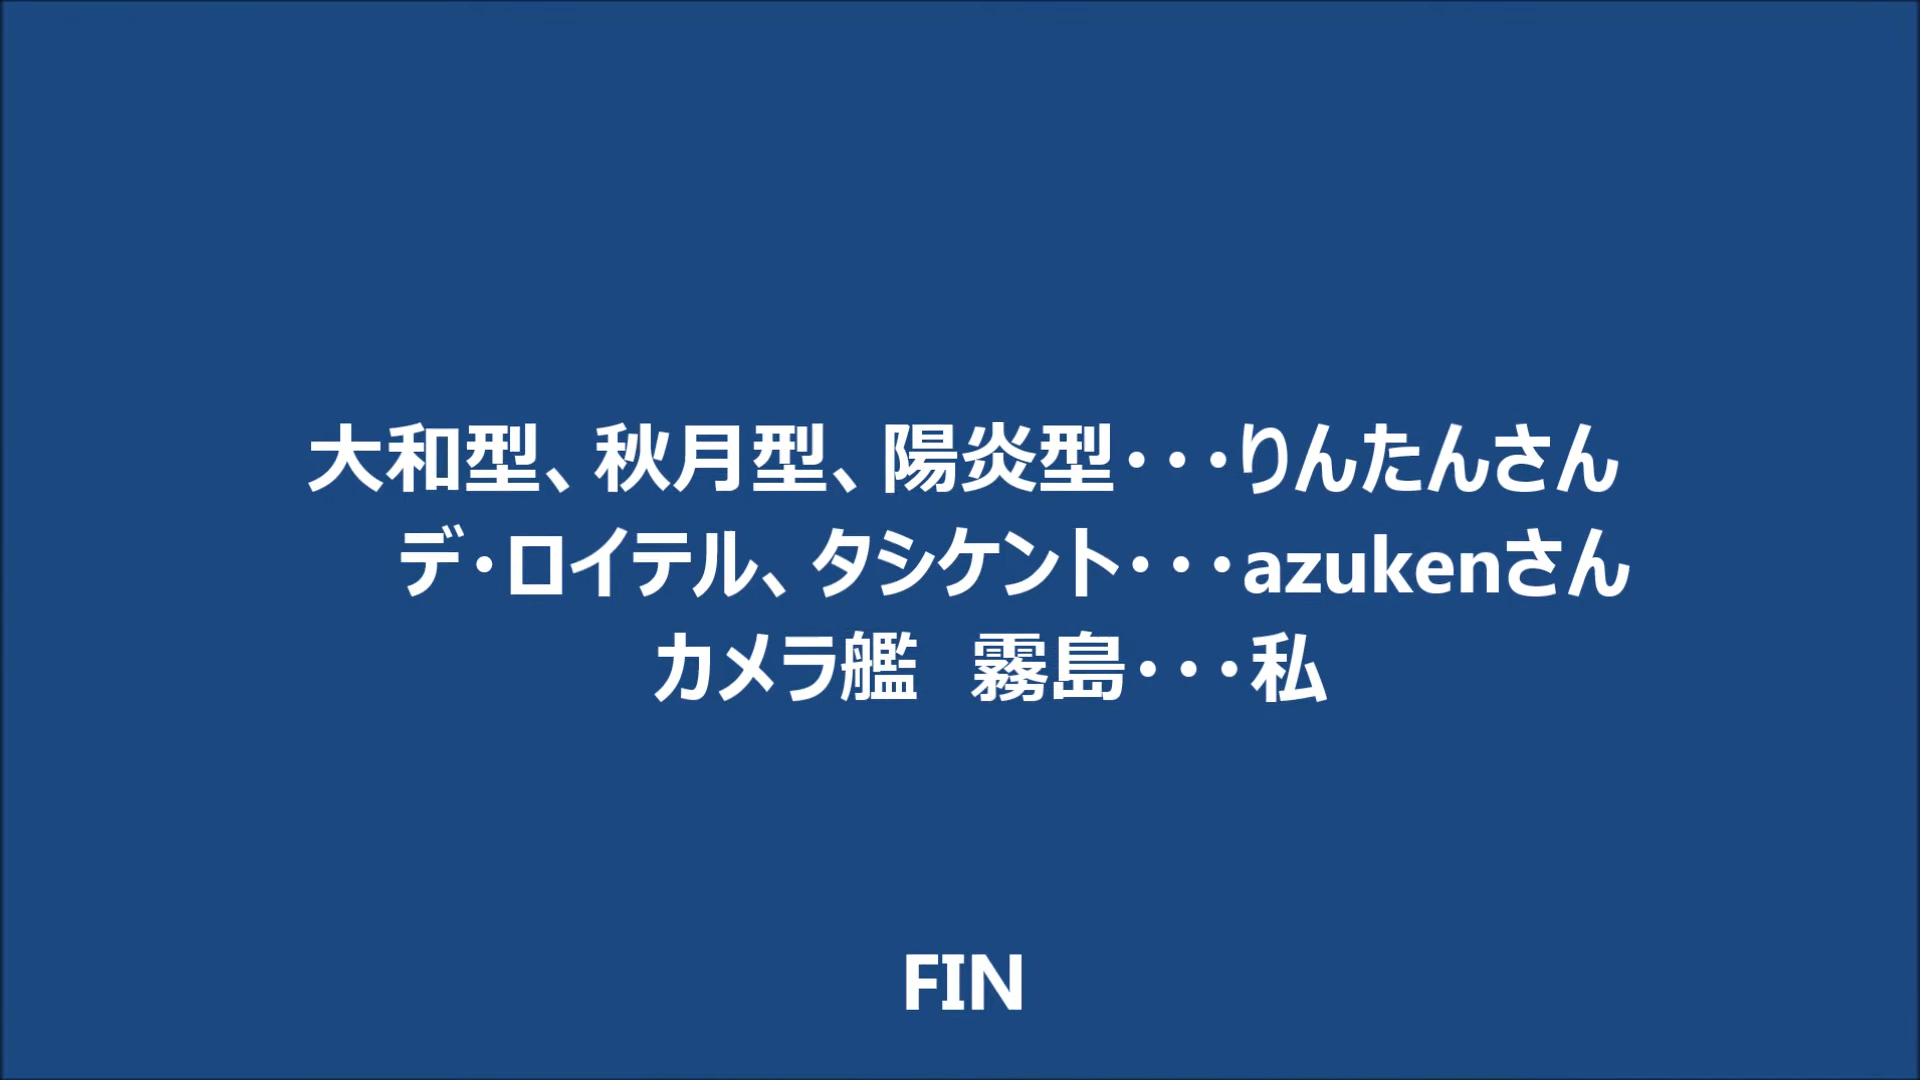 大和型、秋月型、陽炎型・・・りんたんさん
デ・ロイテル、タシケント・・・azukenさん
カメラ艦　霧島・・・私
FIN